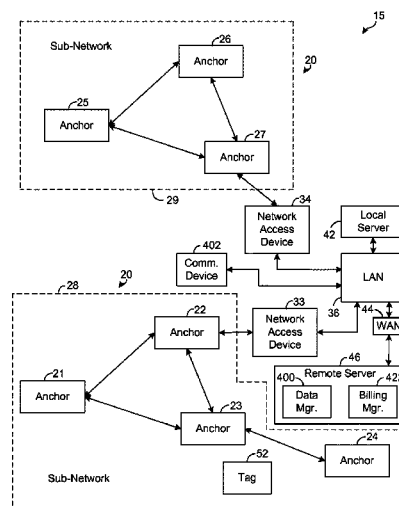 15
Sub-Network
26
20
Anchor
25
Anchor
27
Anchor
29
34
Network
Access
Device
42
Local
Server
402
Comm.
Device
LAN
36
28
20
22
Anchor
33
Network
Access
Device
44
WAN
46
Remote Server
400
Data
Mgr.
422
Billing
Mgr.
21
Anchor
23
Anchor
24
Anchor
52
Tag
Sub-Network